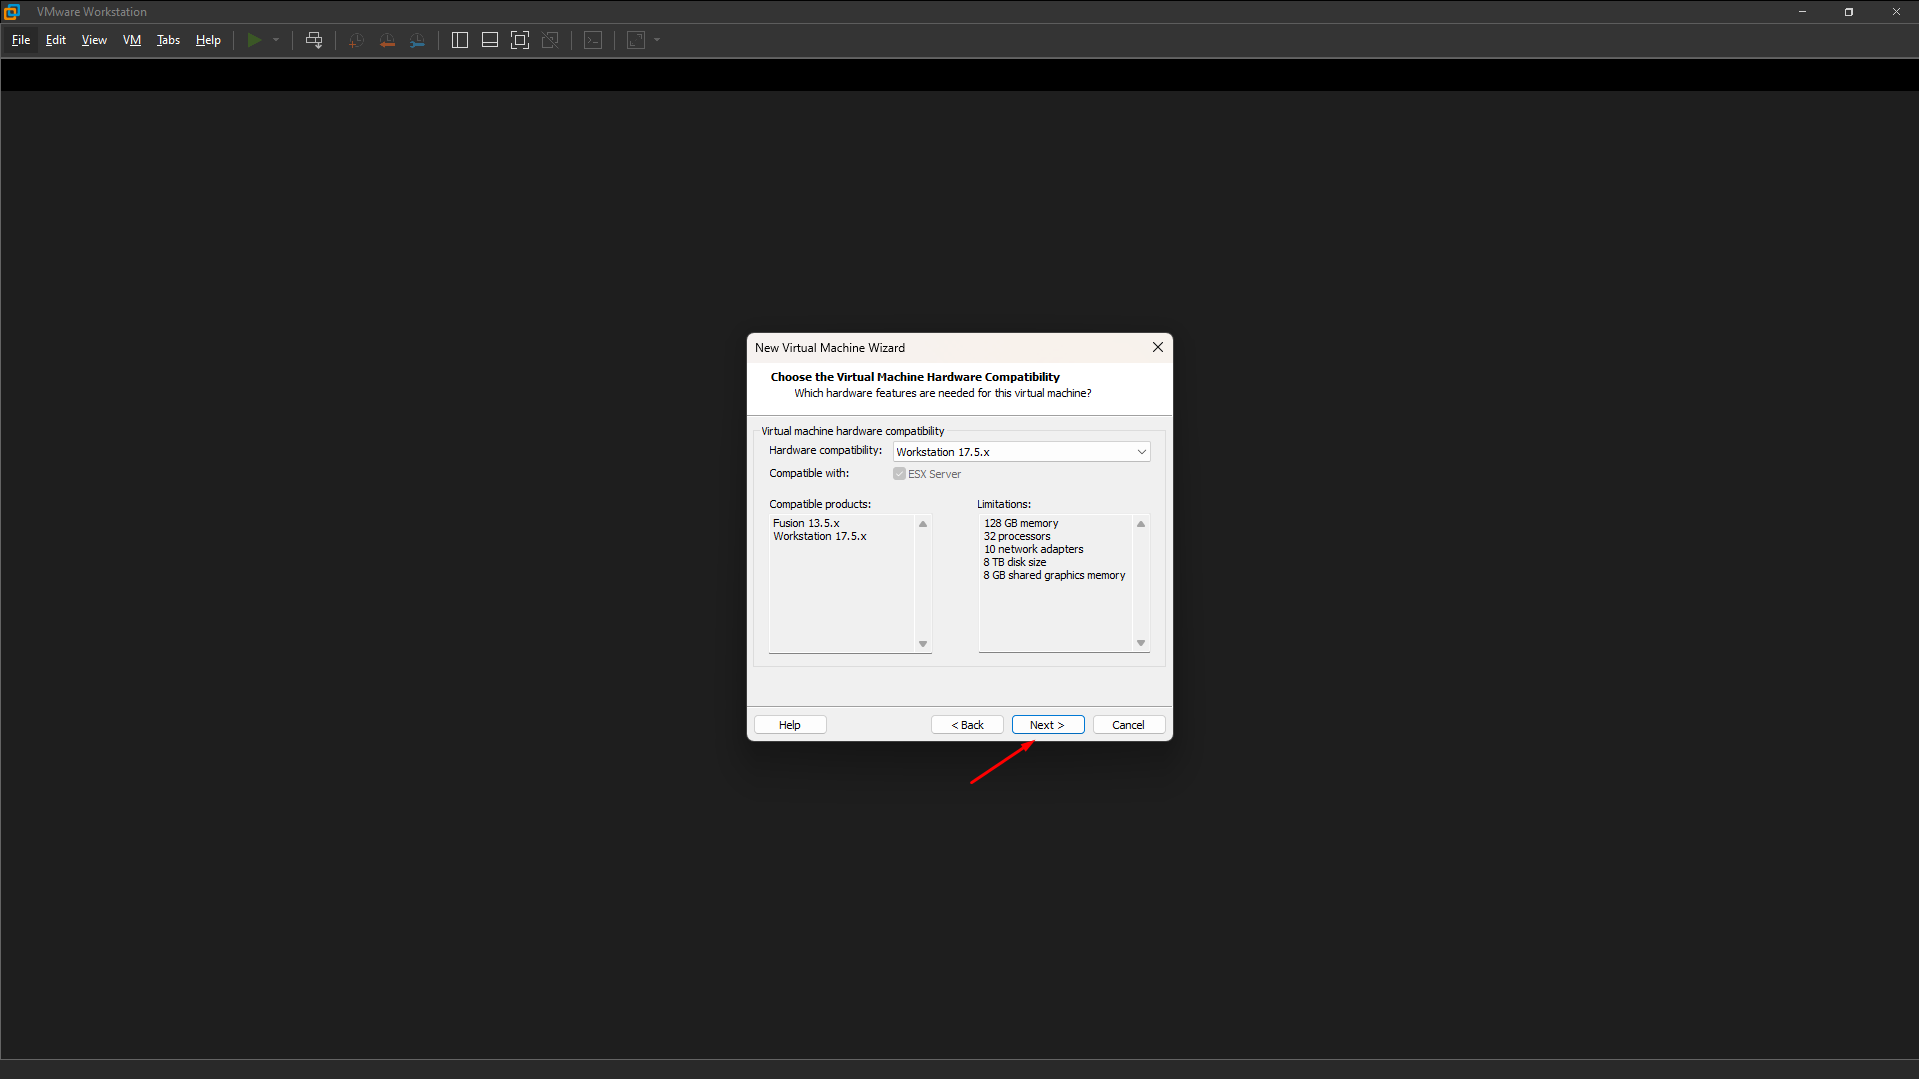 VMware Workstation
File Edit View VM Tabs Help
New Virtual Machine Wizard
Choose the Virtual Machine Hardware Compatibility
Which hardware features are needed for this virtual machine?
Virtual machine hardware compatibility
Hardware compatibility: Workstation 17.5.x
Compatible with: ESX Server
Compatible products: Limitations:
Fusion 13.5.x 128 GB memory
Workstation 17.5.x 32 processors
10 network adapters
8 TB disk size
8 GB shared graphics memory
Help < Back Next > Cancel